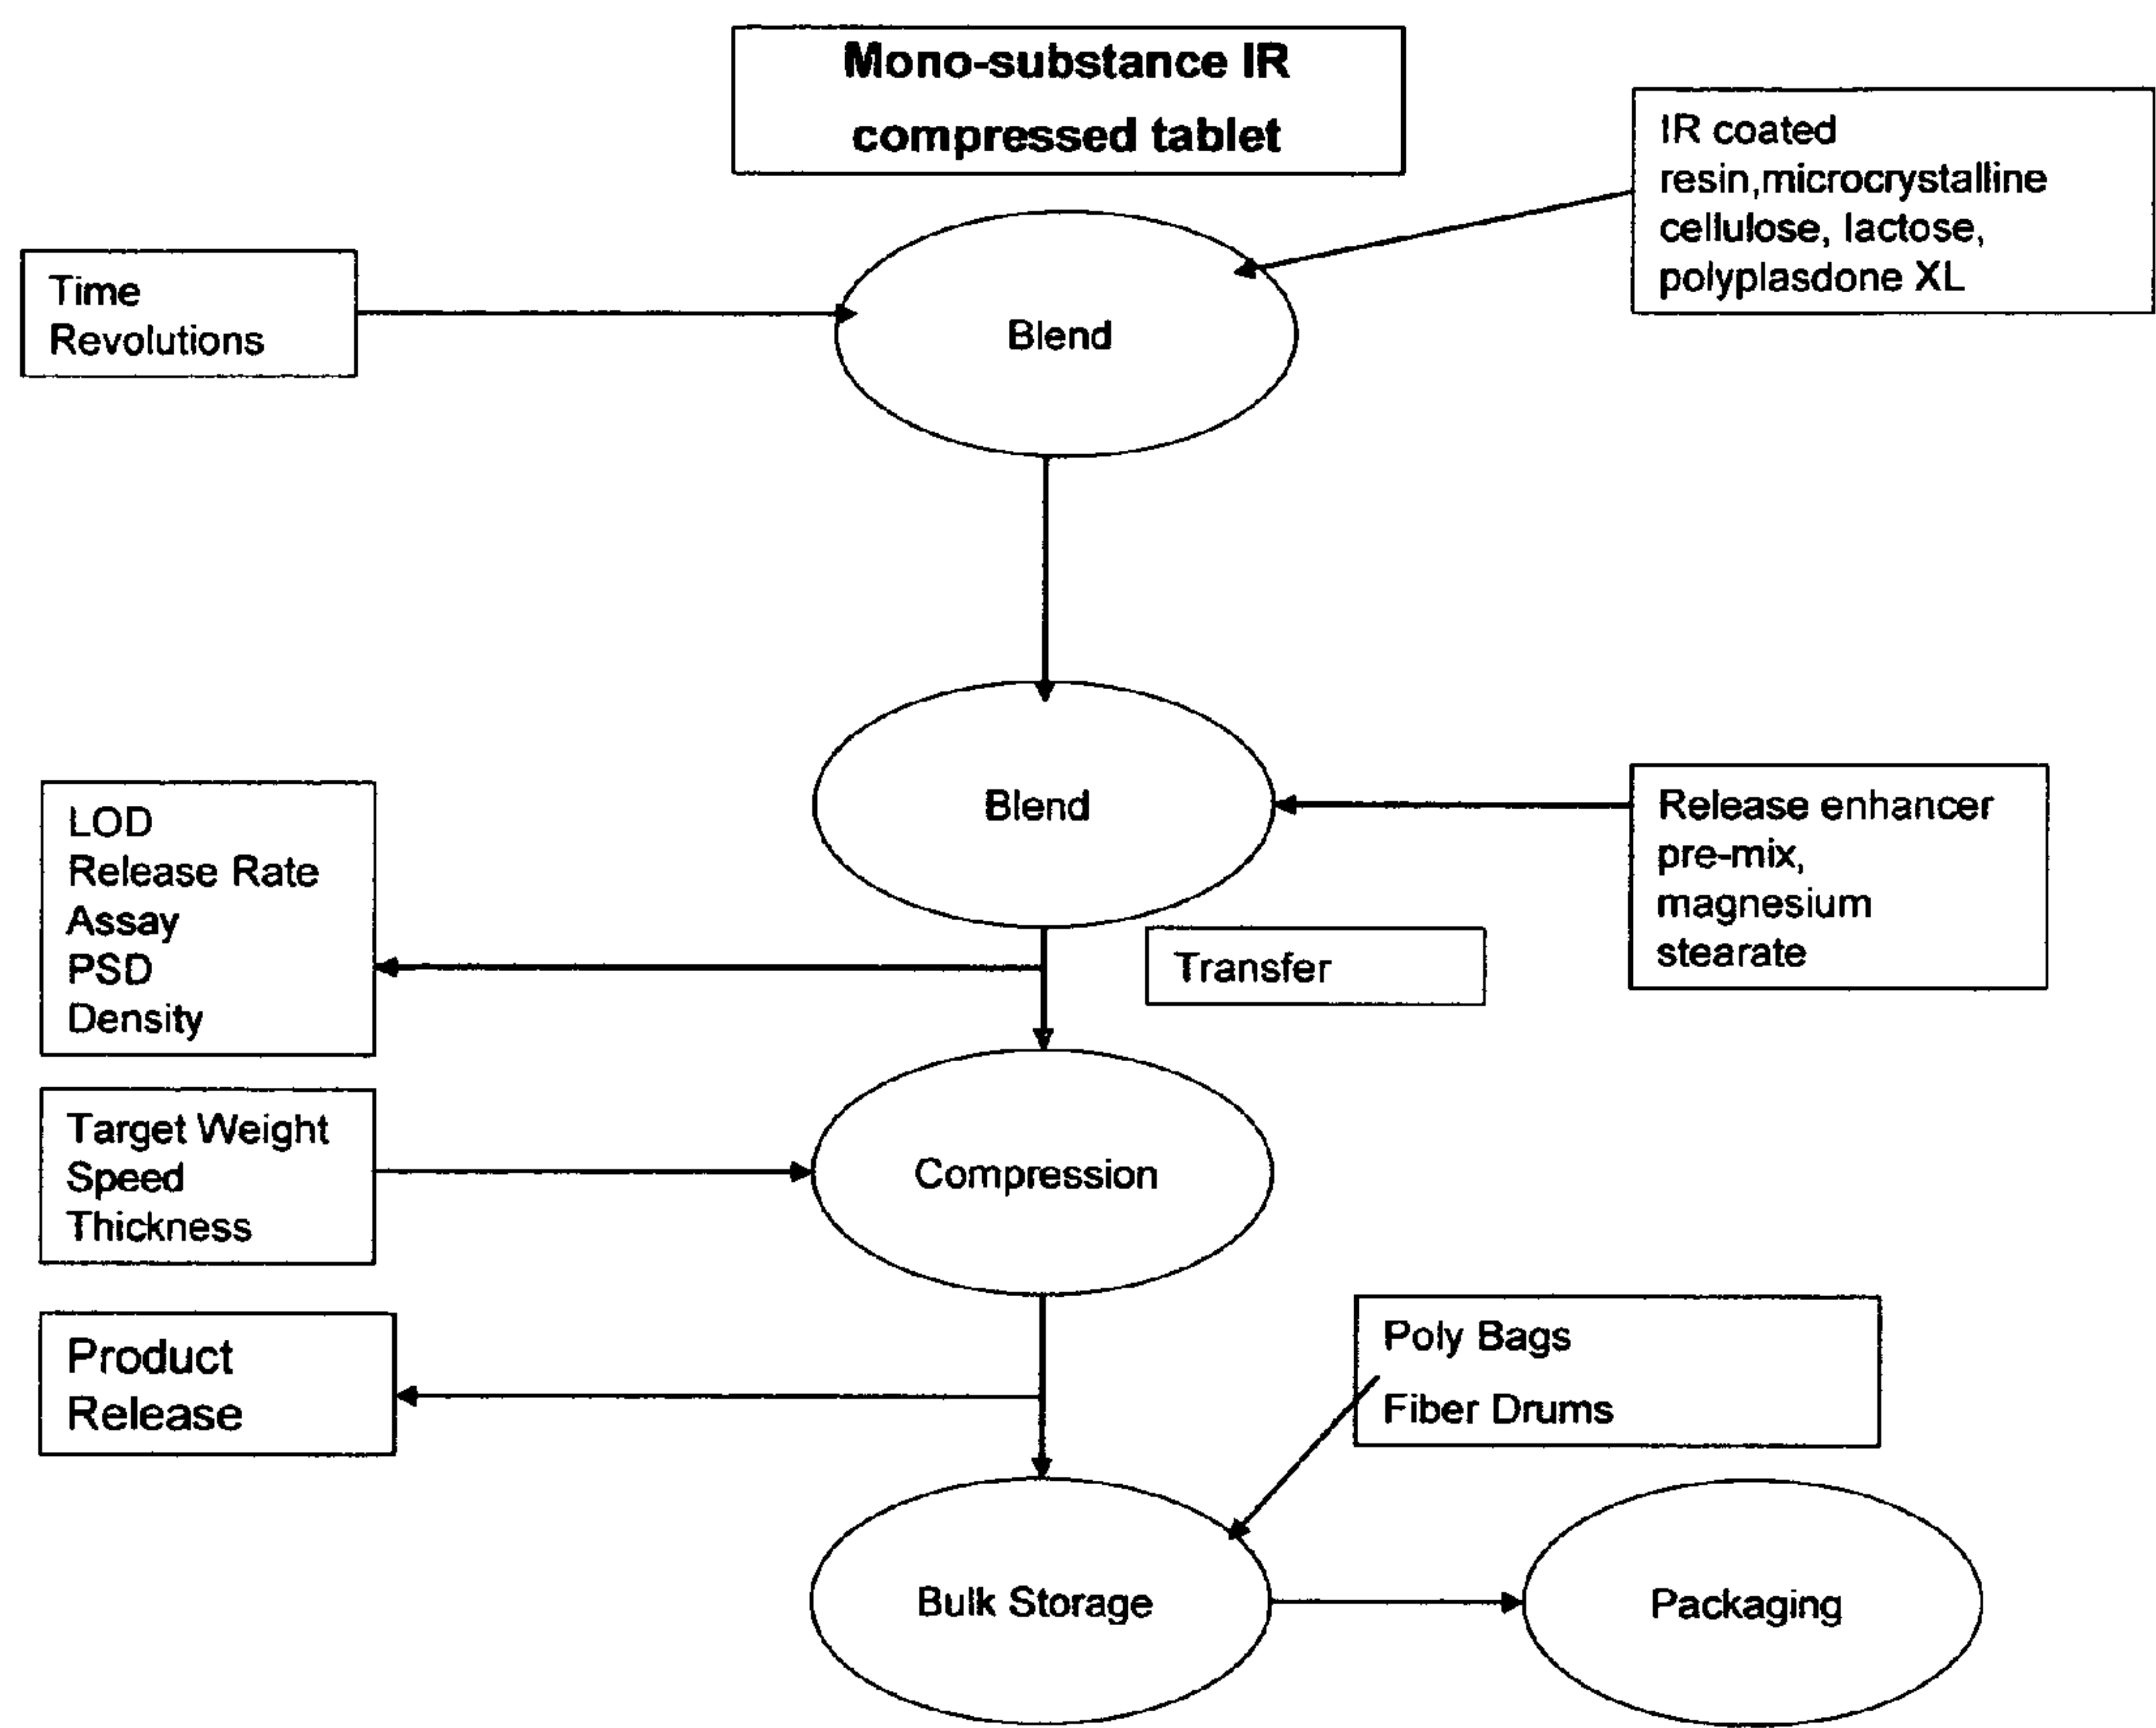 Mono-substance IR
compressed tablet
IR coated
resin,microcrystalline
cellulose, lactose,
polyplasdone XL
Time
Revolutions
Blend
Blend
LOD
Release Rate
Assay
PSD
Density
Release enhancer
pre-mix,
magnesium
stearate
Transfer
Target Weight
Speed
Thickness
Compression
Product
Release
Poly Bags
Fiber Drums
Bulk Storage
Packaging